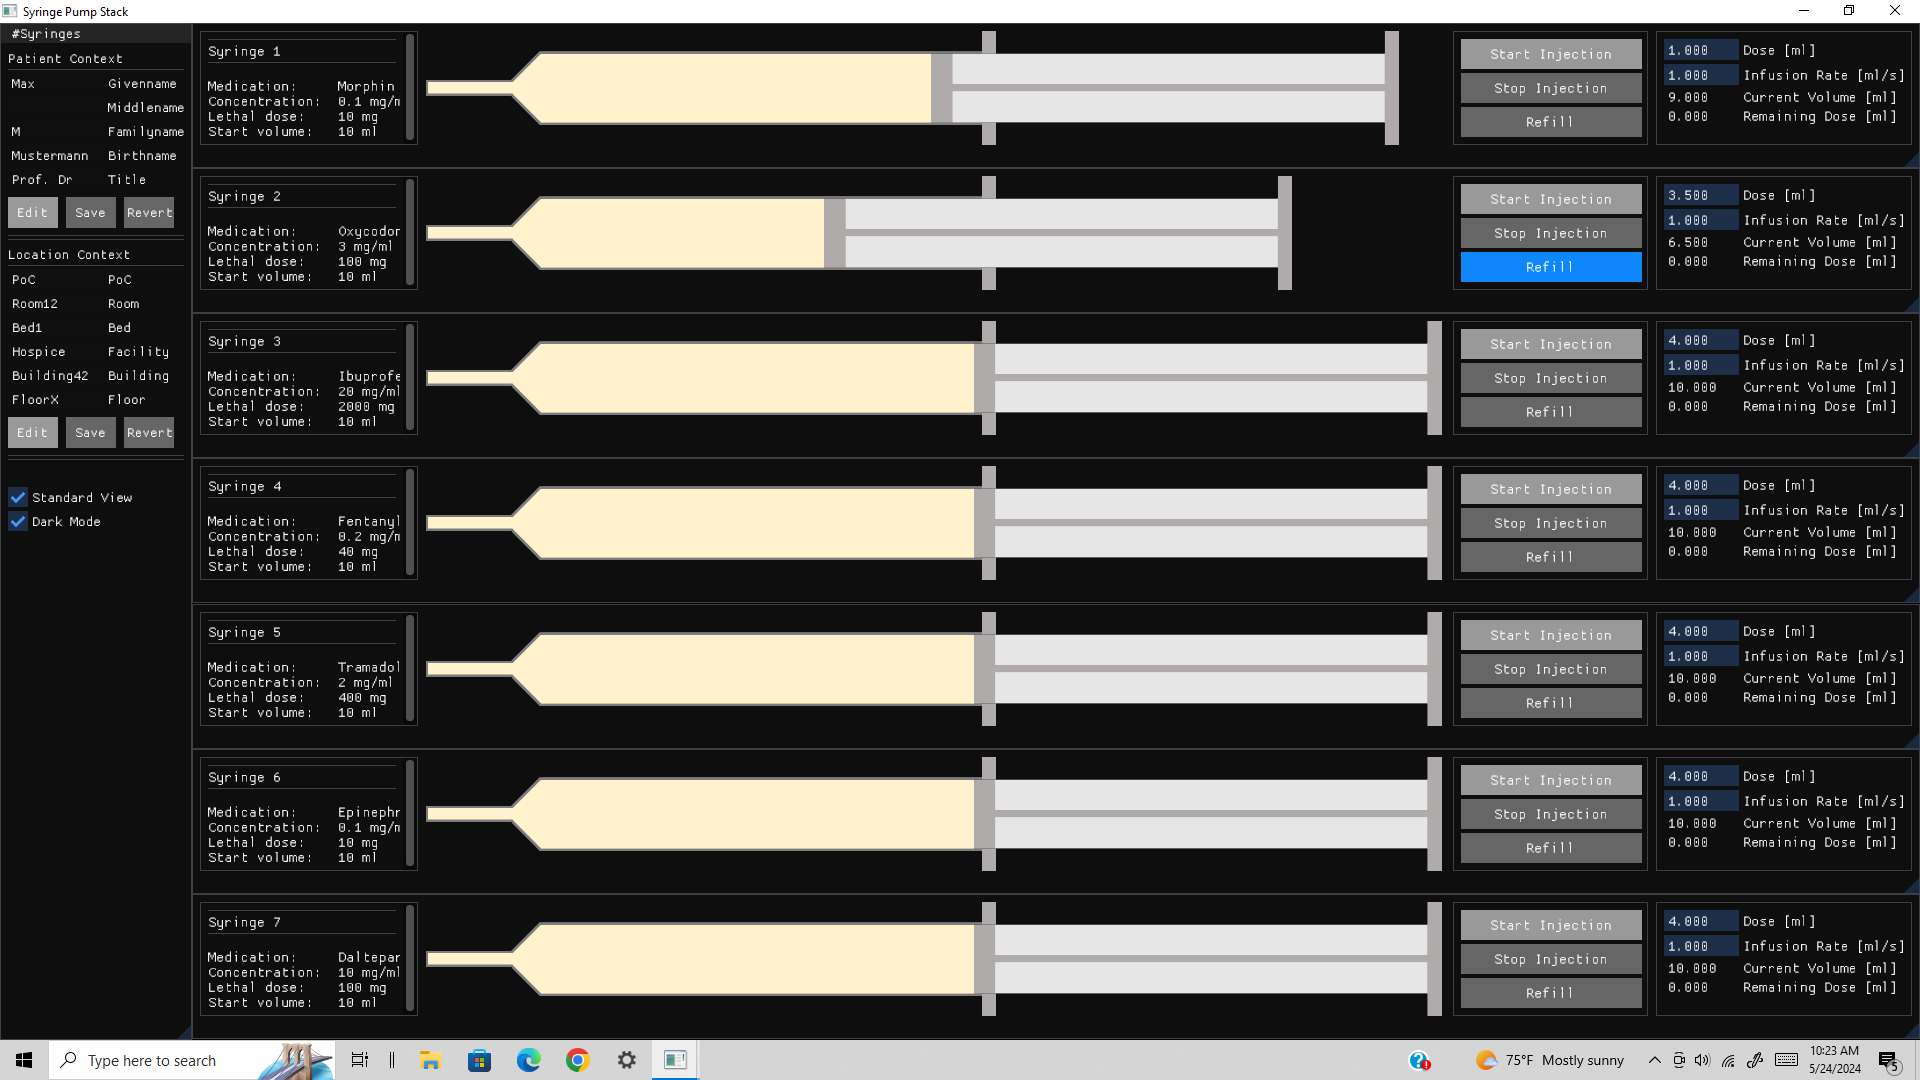 Syringe Pump Stack
#Syringes
Patient Context
Max Givenname
Middlename
M Familyname
Mustermann Birthname
Prof. Dr Title
Edit Save Revert
Location Context
PoC PoC
Room12 Room
Bed1 Bed
Hospice Facility
Building42 Building
FloorX Floor
Edit Save Revert
Standard View
Dark Mode
Syringe 1
Medication: Morphin
Concentration: 0.1 mg/m
Lethal dose: 10 mg
Start volume: 10 ml
Start Injection
Stop Injection
Refill
1.000 Dose [ml]
1.000 Infusion Rate [ml/s]
9.000 Current Volume [ml]
0.000 Remaining Dose [ml]
Syringe 2
Medication: Oxycodor
Concentration: 3 mg/ml
Lethal dose: 100 mg
Start volume: 10 ml
Start Injection
Stop Injection
Refill
3.500 Dose [ml]
1.000 Infusion Rate [ml/s]
6.500 Current Volume [ml]
0.000 Remaining Dose [ml]
Syringe 3
Medication: Ibuprofe
Concentration: 20 mg/ml
Lethal dose: 2000 mg
Start volume: 10 ml
Start Injection
Stop Injection
Refill
4.000 Dose [ml]
1.000 Infusion Rate [ml/s]
10.000 Current Volume [ml]
0.000 Remaining Dose [ml]
Syringe 4
Medication: Fentanyl
Concentration: 0.2 mg/m
Lethal dose: 40 mg
Start volume: 10 ml
Start Injection
Stop Injection
Refill
4.000 Dose [ml]
1.000 Infusion Rate [ml/s]
10.000 Current Volume [ml]
0.000 Remaining Dose [ml]
Syringe 5
Medication: Tramadol
Concentration: 2 mg/ml
Lethal dose: 400 mg
Start volume: 10 ml
Start Injection
Stop Injection
Refill
4.000 Dose [ml]
1.000 Infusion Rate [ml/s]
10.000 Current Volume [ml]
0.000 Remaining Dose [ml]
Syringe 6
Medication: Epinephr
Concentration: 0.1 mg/m
Lethal dose: 10 mg
Start volume: 10 ml
Start Injection
Stop Injection
Refill
4.000 Dose [ml]
1.000 Infusion Rate [ml/s]
10.000 Current Volume [ml]
0.000 Remaining Dose [ml]
Syringe 7
Medication: Daltepar
Concentration: 10 mg/ml
Lethal dose: 100 mg
Start volume: 10 ml
Start Injection
Stop Injection
Refill
4.000 Dose [ml]
1.000 Infusion Rate [ml/s]
10.000 Current Volume [ml]
0.000 Remaining Dose [ml]
Type here to search
75°F Mostly sunny
10:23 AM
5/24/2024
5